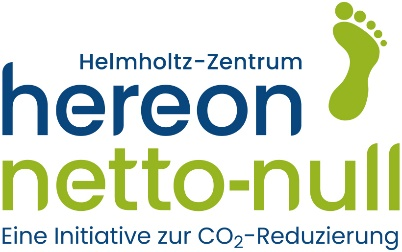 Helmholtz-Zentrum
hereon
netto-null
Eine Initiative zur CO₂-Reduzierung